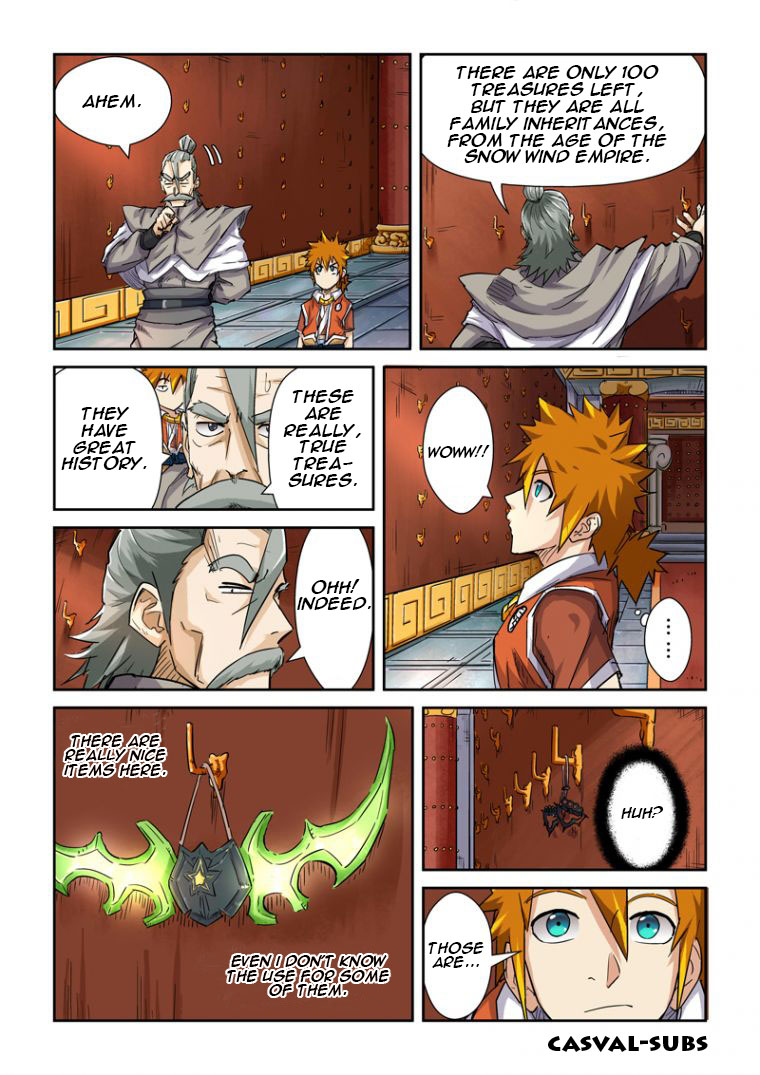 AHEM.
THERE ARE ONLY 100
TREASURES LEFT,
BUT THEY ARE ALL
FAMILY INHERITANCES,
FROM THE AGE OF THE
SNOW WIND EMPIRE.
THESE
ARE
REALLY,
TRUE
TREA-
SURES.
THEY
HAVE
GREAT
HISTORY.
WOWW!!
......
OHH!
INDEED.
THERE ARE
REALLY NICE
ITEMS HERE.
EVEN I DON'T KNOW
THE USE FOR SOME
OF THEM.
HUH?
THOSE
ARE...
CASVAL-SUBS